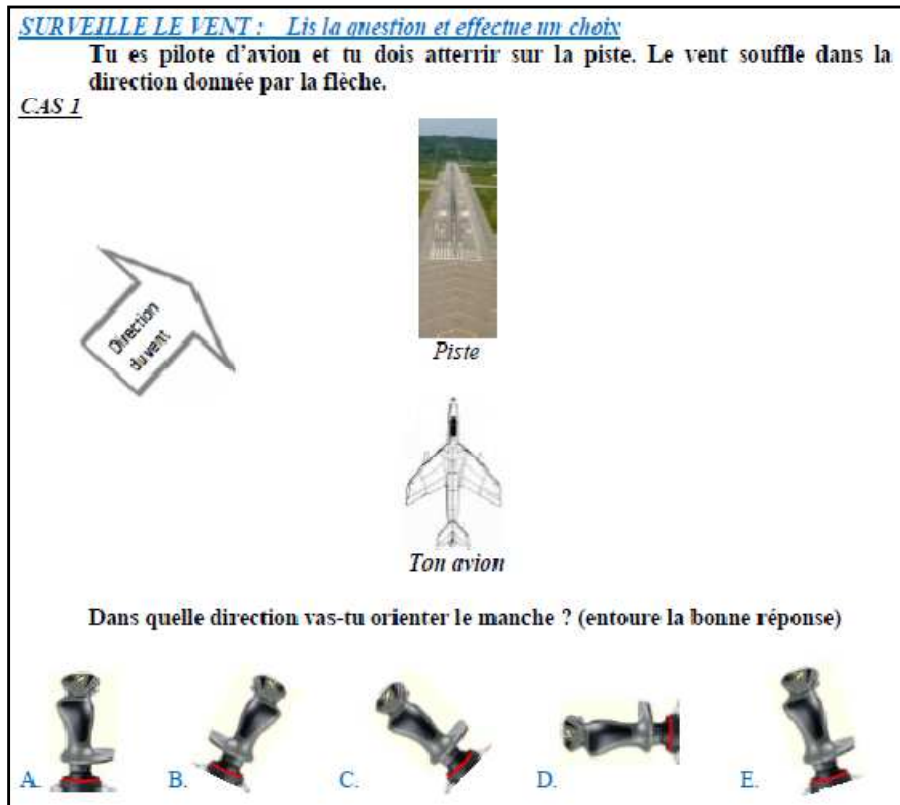 SURVEILLE LE VENT : Lis la question et effectue un choix
Tu es pilote d'avion et tu dois atterrir sur la piste. Le vent souffle dans la
direction donnée par la flèche.
CAS 1
Direction
du vent
Piste
Ton avion
Dans quelle direction vas-tu orienter le manche ? (entoure la bonne réponse)
A. B. C. D. E.